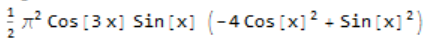 1/2 π² Cos[3 x] Sin[x] (-4 Cos[x]² + Sin[x]²)